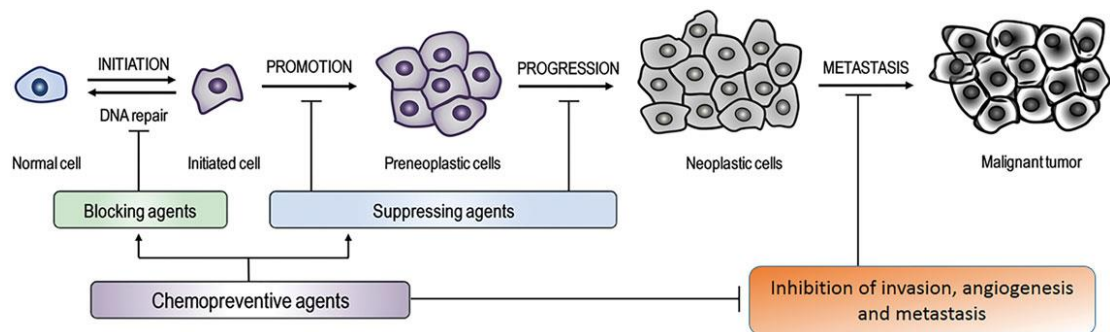 INITIATION
PROMOTION
PROGRESSION
METASTASIS
DNA repair
Normal cell
Initiated cell
Preneoplastic cells
Neoplastic cells
Malignant tumor
Blocking agents
Suppressing agents
Chemopreventive agents
Inhibition of invasion, angiogenesis
and metastasis